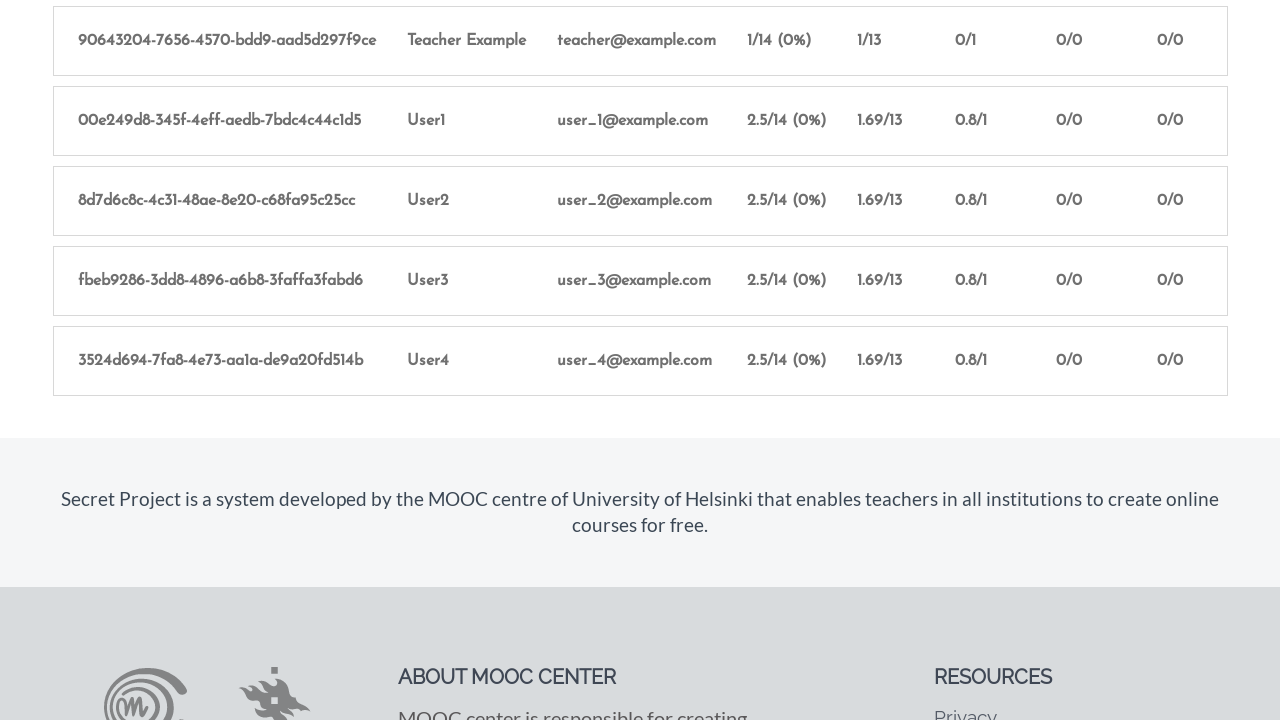 90643204-7656-4570-bdd9-aad5d297f9ce Teacher Example teacher@example.com 1/14 (0%) 1/13 0/1 0/0 0/0
00e249d8-345f-4eff-aedb-7bdc4c44c1d5 User1 user_1@example.com 2.5/14 (0%) 1.69/13 0.8/1 0/0 0/0
8d7d6c8c-4c31-48ae-8e20-c68fa95c25cc User2 user_2@example.com 2.5/14 (0%) 1.69/13 0.8/1 0/0 0/0
fbeb9286-3dd8-4896-a6b8-3faffa3fabd6 User3 user_3@example.com 2.5/14 (0%) 1.69/13 0.8/1 0/0 0/0
3524d694-7fa8-4e73-aa1a-de9a20fd514b User4 user_4@example.com 2.5/14 (0%) 1.69/13 0.8/1 0/0 0/0
Secret Project is a system developed by the MOOC centre of University of Helsinki that enables teachers in all institutions to create online
courses for free.
ABOUT MOOC CENTER RESOURCES
MOOC center is responsible for creating Privacy